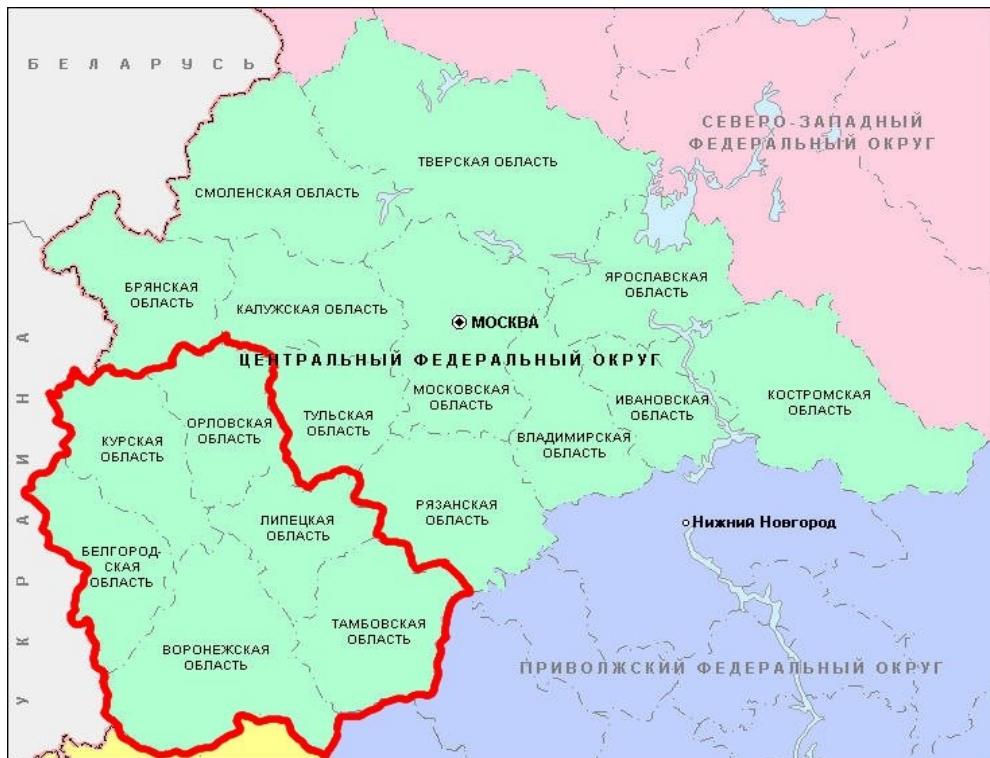 БЕЛАРУСЬ
СЕВЕРО-ЗАПАДНЫЙ
ФЕДЕРАЛЬНЫЙ ОКРУГ
ТВЕРСКАЯ ОБЛАСТЬ
СМОЛЕНСКАЯ ОБЛАСТЬ
ЯРОСЛАВСКАЯ
ОБЛАСТЬ
БРЯНСКАЯ
ОБЛАСТЬ
КАЛУЖСКАЯ ОБЛАСТЬ
МОСКВА
ЦЕНТРАЛЬНЫЙ ФЕДЕРАЛЬНЫЙ ОКРУГ
МОСКОВСКАЯ
ОБЛАСТЬ
ИВАНОВСКАЯ
ОБЛАСТЬ
КОСТРОМСКАЯ
ОБЛАСТЬ
ТУЛЬСКАЯ
ОБЛАСТЬ
ОРЛОВСКАЯ
ОБЛАСТЬ
КУРСКАЯ
ОБЛАСТЬ
ВЛАДИМИРСКАЯ
ОБЛАСТЬ
РЯЗАНСКАЯ
ОБЛАСТЬ
ЛИПЕЦКАЯ
ОБЛАСТЬ
Нижний Новгород
БЕЛГОРОД-
СКАЯ
ОБЛАСТЬ
ТАМБОВСКАЯ
ОБЛАСТЬ
ВОРОНЕЖСКАЯ
ОБЛАСТЬ
ПРИВОЛЖСКИЙ ФЕДЕРАЛЬНЫЙ ОКРУГ
УКРАИНА